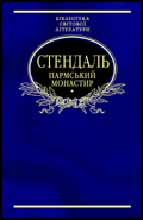 БІБЛІОТЕКА
СВІТОВОЇ
ЛІТЕРАТУРИ
СТЕНДАЛЬ
ПАРМСЬКИЙ
МОНАСТИР